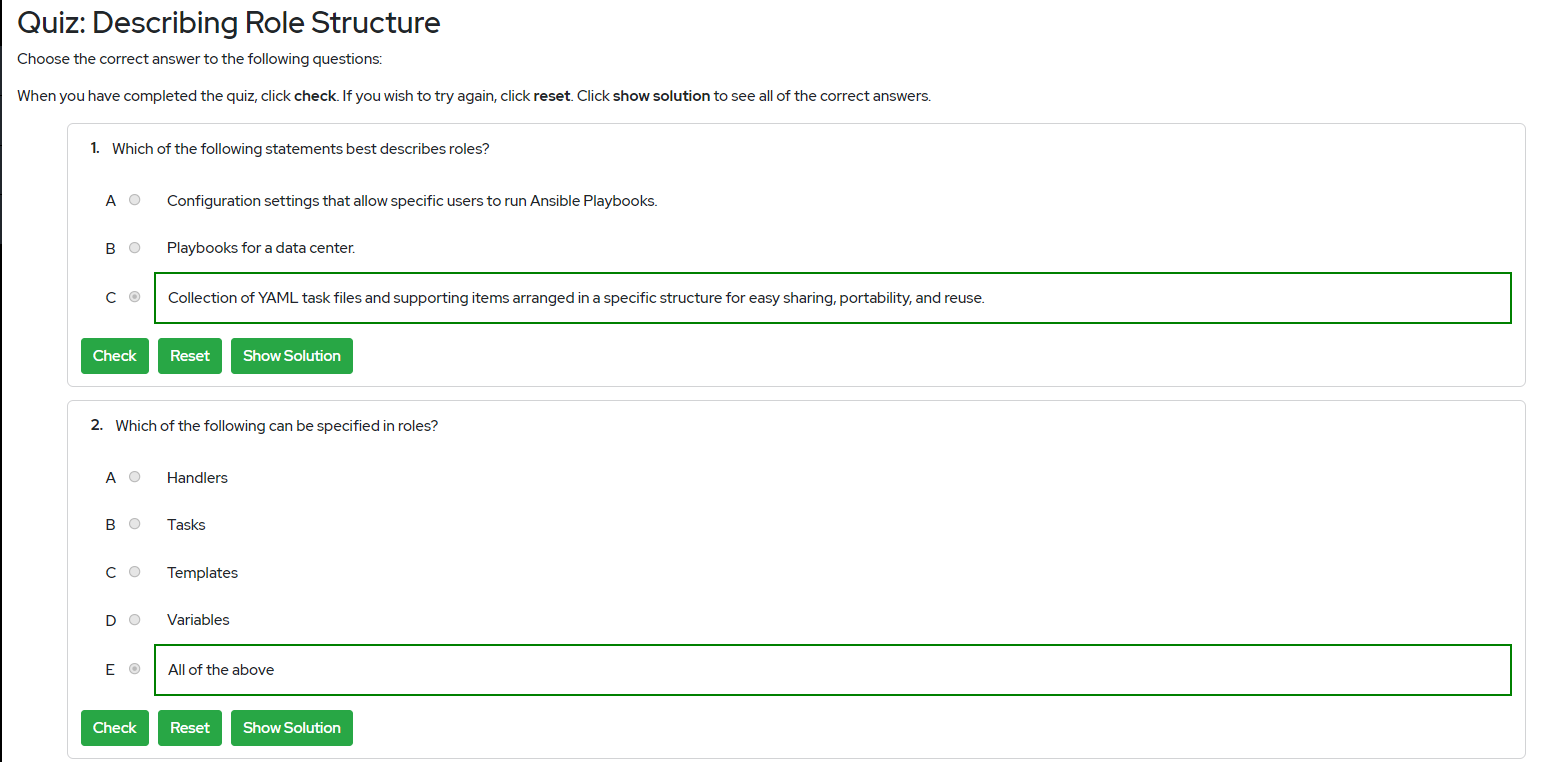 Quiz: Describing Role Structure
Choose the correct answer to the following questions:
When you have completed the quiz, click check. If you wish to try again, click reset. Click show solution to see all of the correct answers.
1. Which of the following statements best describes roles?
A Configuration settings that allow specific users to run Ansible Playbooks.
B Playbooks for a data center.
C Collection of YAML task files and supporting items arranged in a specific structure for easy sharing, portability, and reuse.
Check Reset Show Solution
2. Which of the following can be specified in roles?
A Handlers
B Tasks
C Templates
D Variables
E All of the above
Check Reset Show Solution